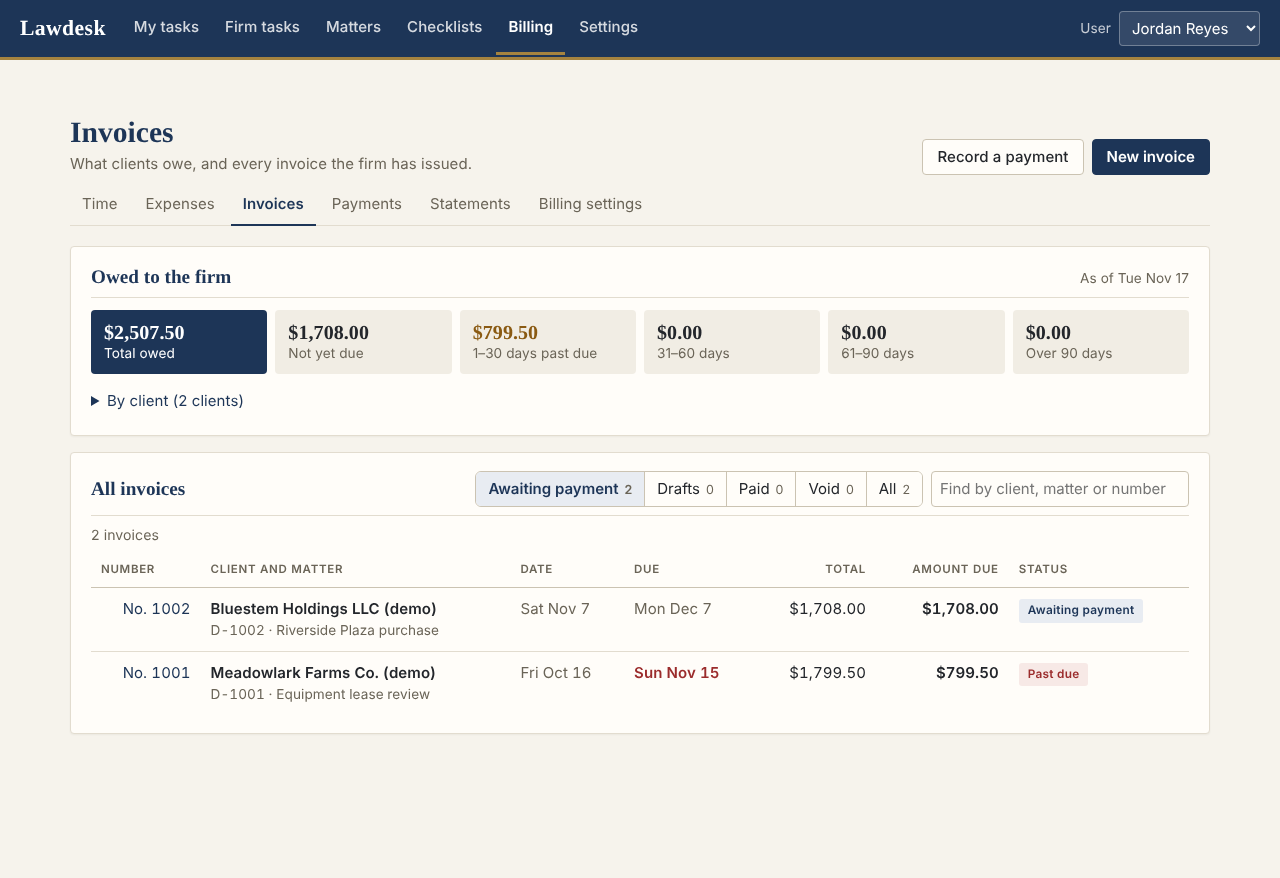 Lawdesk My tasks Firm tasks Matters Checklists Billing Settings User Jordan Reyes
Invoices
What clients owe, and every invoice the firm has issued.
Record a payment New invoice
Time Expenses Invoices Payments Statements Billing settings
Owed to the firm As of Tue Nov 17
$2,507.50 $1,708.00 $799.50 $0.00 $0.00 $0.00
Total owed Not yet due 1–30 days past due 31–60 days 61–90 days Over 90 days
By client (2 clients)
All invoices Awaiting payment 2 Drafts 0 Paid 0 Void 0 All 2 Find by client, matter or number
2 invoices
NUMBER CLIENT AND MATTER DATE DUE TOTAL AMOUNT DUE STATUS
No. 1002 Bluestem Holdings LLC (demo) Sat Nov 7 Mon Dec 7 $1,708.00 $1,708.00 Awaiting payment
D-1002 · Riverside Plaza purchase
No. 1001 Meadowlark Farms Co. (demo) Fri Oct 16 Sun Nov 15 $1,799.50 $799.50 Past due
D-1001 · Equipment lease review